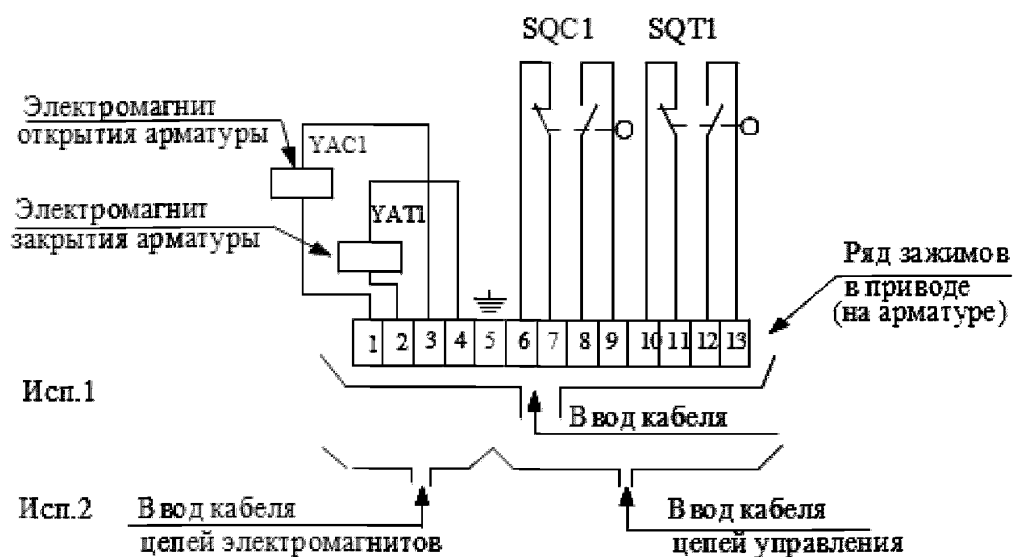 SQC1 SQT1
Электромагнит
открытия арматуры
YAC1
Электромагнит
закрытия арматуры
YAT1
Ряд зажимов
в приводе
(на арматуре)
1 2 3 4 5 6 7 8 9 10 11 12 13
Исп.1
Ввод кабеля
Исп.2
Ввод кабеля
цепей электромагнитов
Ввод кабеля
цепей управления